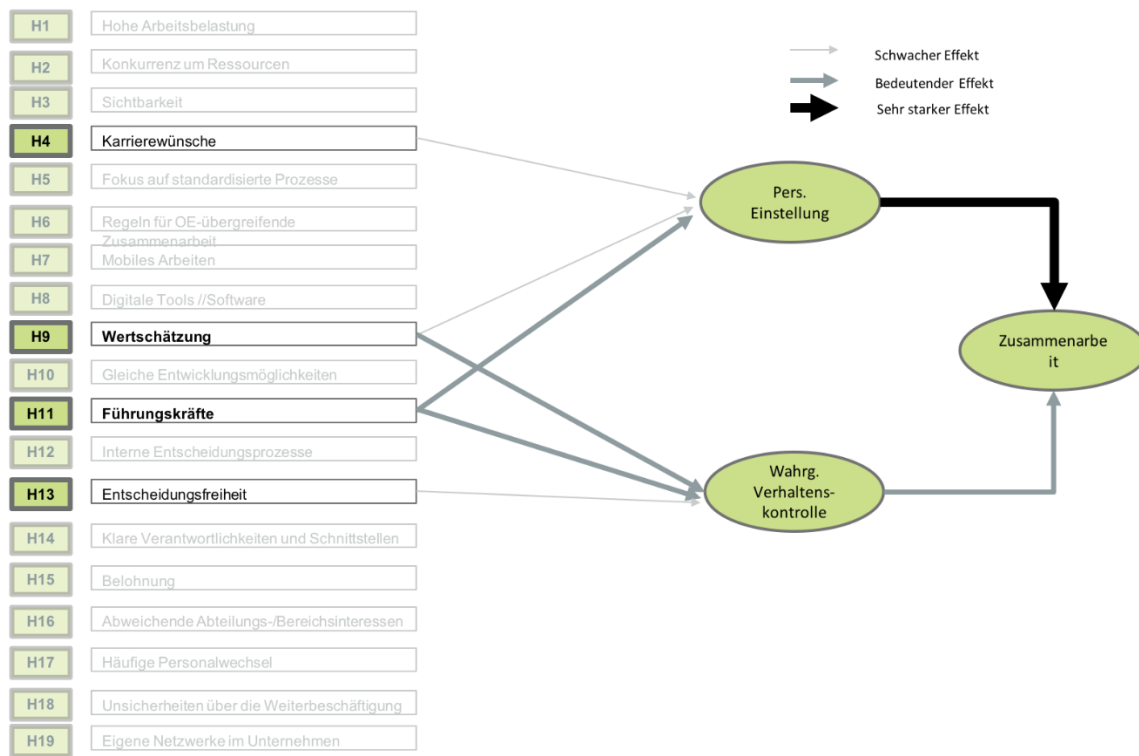 H1 Hohe Arbeitsbelastung
H2 Konkurrenz um Ressourcen
H3 Sichtbarkeit
H4 Karrierewünsche
H5 Fokus auf standardisierte Prozesse
H6 Regeln für OE-übergreifende
Zusammenarbeit
H7 Mobiles Arbeiten
H8 Digitale Tools //Software
H9 Wertschätzung
H10 Gleiche Entwicklungsmöglichkeiten
H11 Führungskräfte
H12 Interne Entscheidungsprozesse
H13 Entscheidungsfreiheit
H14 Klare Verantwortlichkeiten und Schnittstellen
H15 Belohnung
H16 Abweichende Abteilungs-/Bereichsinteressen
H17 Häufige Personalwechsel
H18 Unsicherheiten über die Weiterbeschäftigung
H19 Eigene Netzwerke im Unternehmen
Schwacher Effekt
Bedeutender Effekt
Sehr starker Effekt
Pers.
Einstellung
Zusammenarbe
it
Wahrg.
Verhaltens-
kontrolle